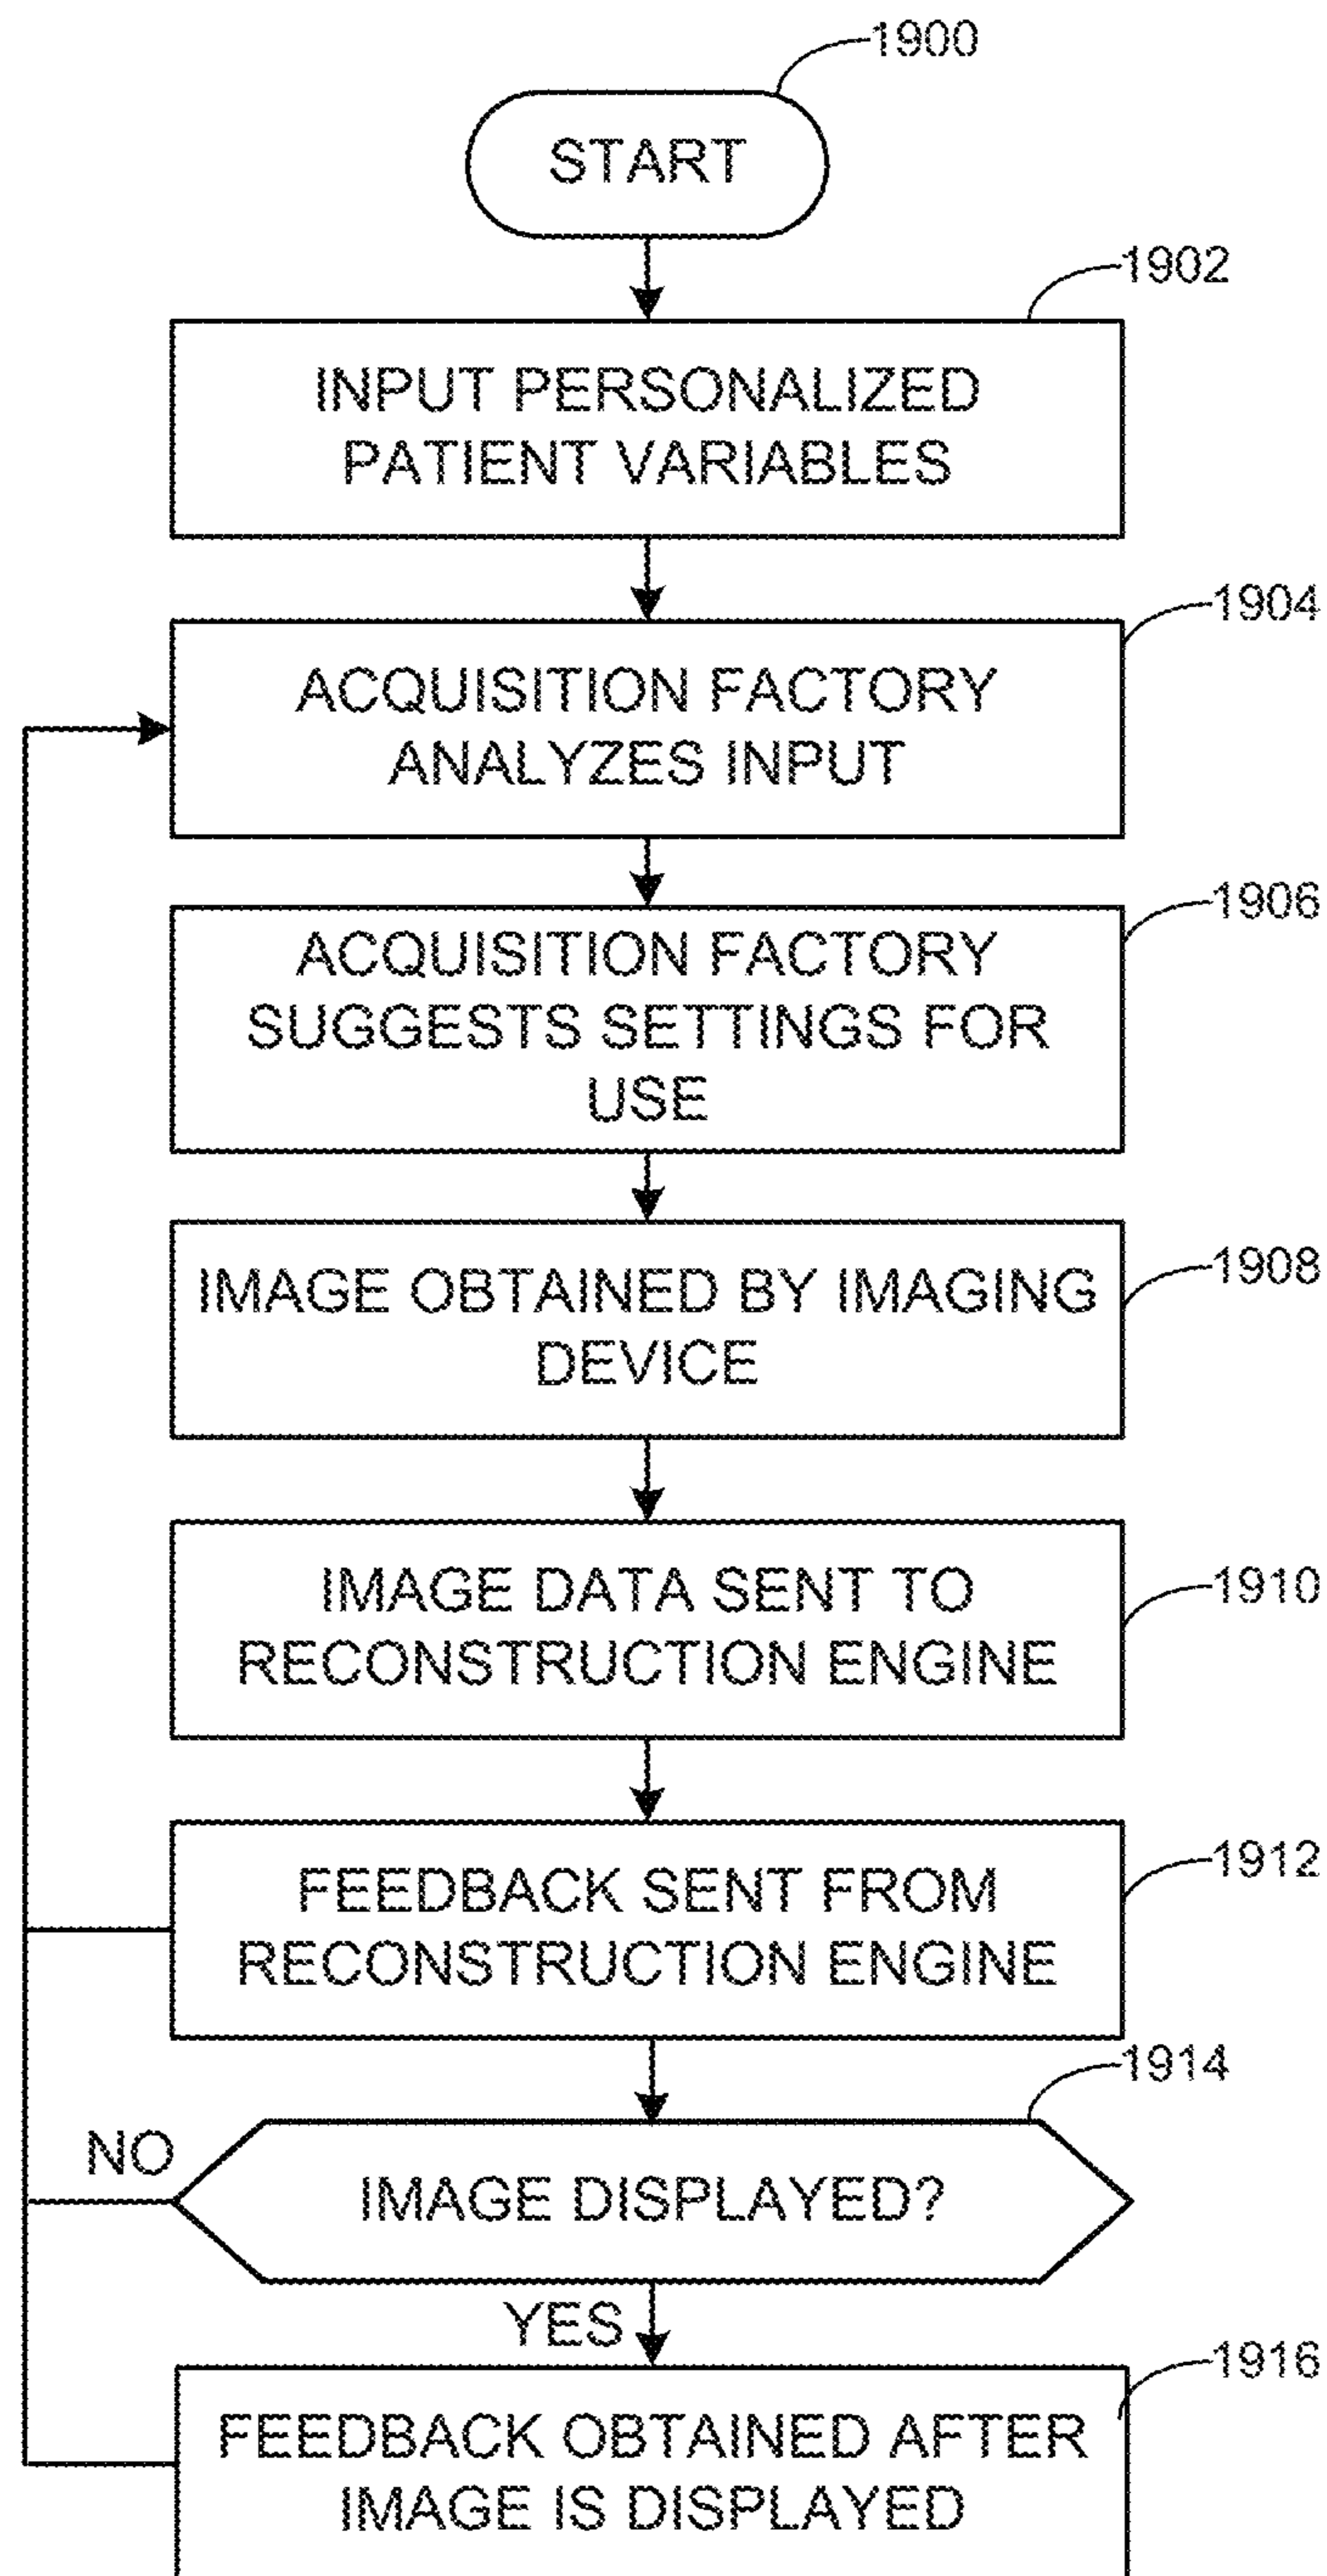 1900
START
1902
INPUT PERSONALIZED
PATIENT VARIABLES
1904
ACQUISITION FACTORY
ANALYZES INPUT
1906
ACQUISITION FACTORY
SUGGESTS SETTINGS FOR
USE
1908
IMAGE OBTAINED BY IMAGING
DEVICE
1910
IMAGE DATA SENT TO
RECONSTRUCTION ENGINE
1912
FEEDBACK SENT FROM
RECONSTRUCTION ENGINE
1914
NO
IMAGE DISPLAYED?
YES
1916
FEEDBACK OBTAINED AFTER
IMAGE IS DISPLAYED